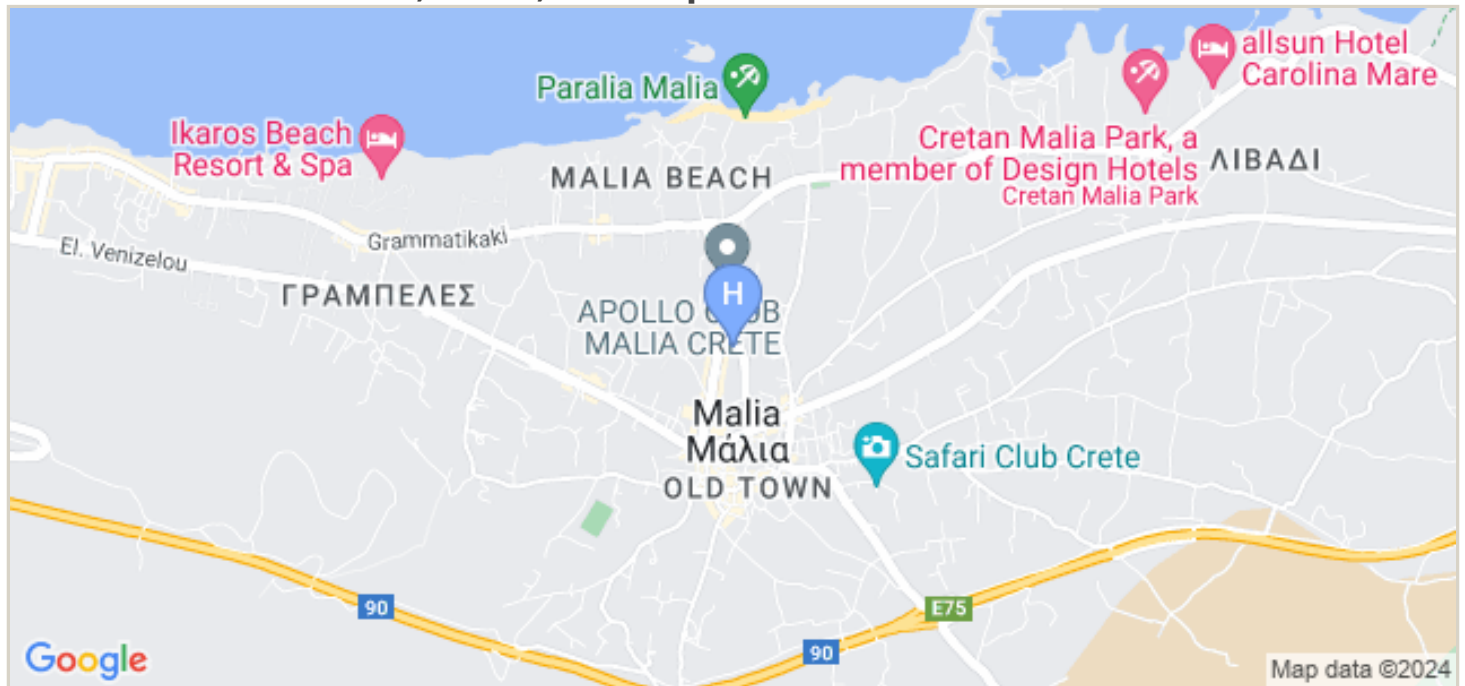 Paralia Malia
allsun Hotel
Carolina Mare
Ikaros Beach
Resort & Spa
Cretan Malia Park, a
member of Design Hotels
Cretan Malia Park
ΛΙΒΑΔΙ
MALIA BEACH
Grammatikaki
El. Venizelou
ΓΡΑΜΠΕΛΕΣ
H
APOLLO CLUB
MALIA CRETE
Malia
Μάλια
OLD TOWN
Safari Club Crete
90
E75
90
Google
Map data ©2024